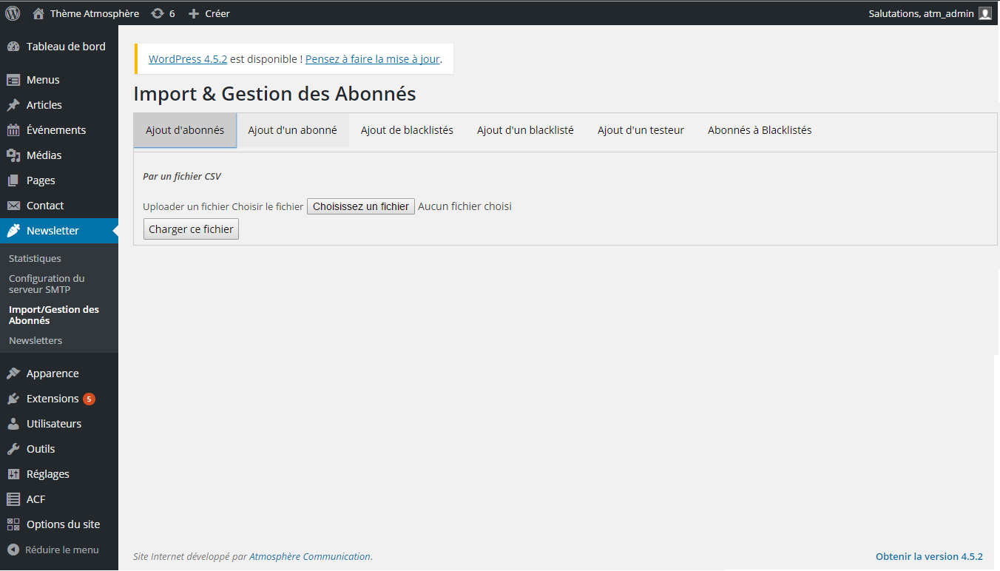 Thème Atmosphère 6 Créer Salutations, atm_admin
Tableau de bord
Menus
Articles
Événements
Médias
Pages
Contact
Newsletter
Statistiques
Configuration du
serveur SMTP
Import/Gestion des
Abonnés
Newsletters
Apparence
Extensions 5
Utilisateurs
Outils
Réglages
ACF
Options du site
Réduire le menu
WordPress 4.5.2 est disponible ! Pensez à faire la mise à jour.
Import & Gestion des Abonnés
Ajout d'abonnés Ajout d'un abonné Ajout de blacklistés Ajout d'un blacklisté Ajout d'un testeur Abonnés à Blacklistés
Par un fichier CSV
Uploader un fichier Choisir le fichier Choisissez un fichier Aucun fichier choisi
Charger ce fichier
Site Internet développé par Atmosphère Communication. Obtenir la version 4.5.2